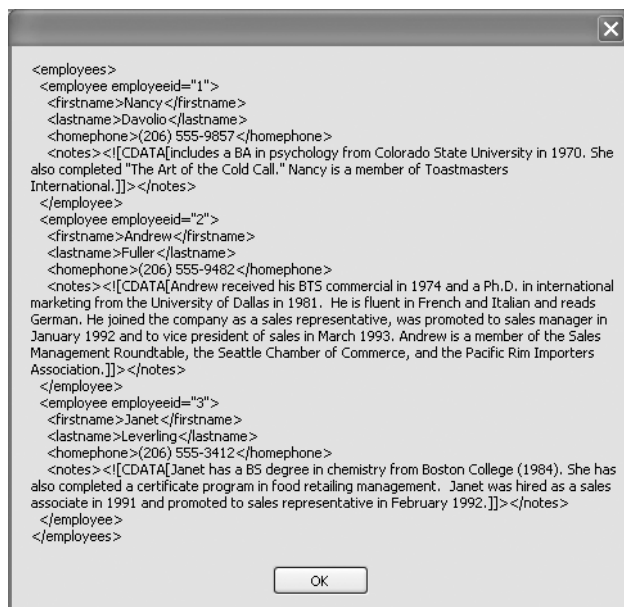 <employees>
<employee employeeid="1">
<firstname>Nancy</firstname>
<lastname>Davolio</lastname>
<homephone>(206) 555-9857</homephone>
<notes><![CDATA[includes a BA in psychology from Colorado State University in 1970. She
also completed "The Art of the Cold Call." Nancy is a member of Toastmasters
International.]]></notes>
</employee>
<employee employeeid="2">
<firstname>Andrew</firstname>
<lastname>Fuller</lastname>
<homephone>(206) 555-9482</homephone>
<notes><![CDATA[Andrew received his BTS commercial in 1974 and a Ph.D. in international
marketing from the University of Dallas in 1981.  He is fluent in French and Italian and reads
German. He joined the company as a sales representative, was promoted to sales manager in
January 1992 and to vice president of sales in March 1993. Andrew is a member of the Sales
Management Roundtable, the Seattle Chamber of Commerce, and the Pacific Rim Importers
Association.]]></notes>
</employee>
<employee employeeid="3">
<firstname>Janet</firstname>
<lastname>Leverling</lastname>
<homephone>(206) 555-3412</homephone>
<notes><![CDATA[Janet has a BS degree in chemistry from Boston College (1984). She has
also completed a certificate program in food retailing management.  Janet was hired as a sales
associate in 1991 and promoted to sales representative in February 1992.]]></notes>
</employee>
</employees>
OK